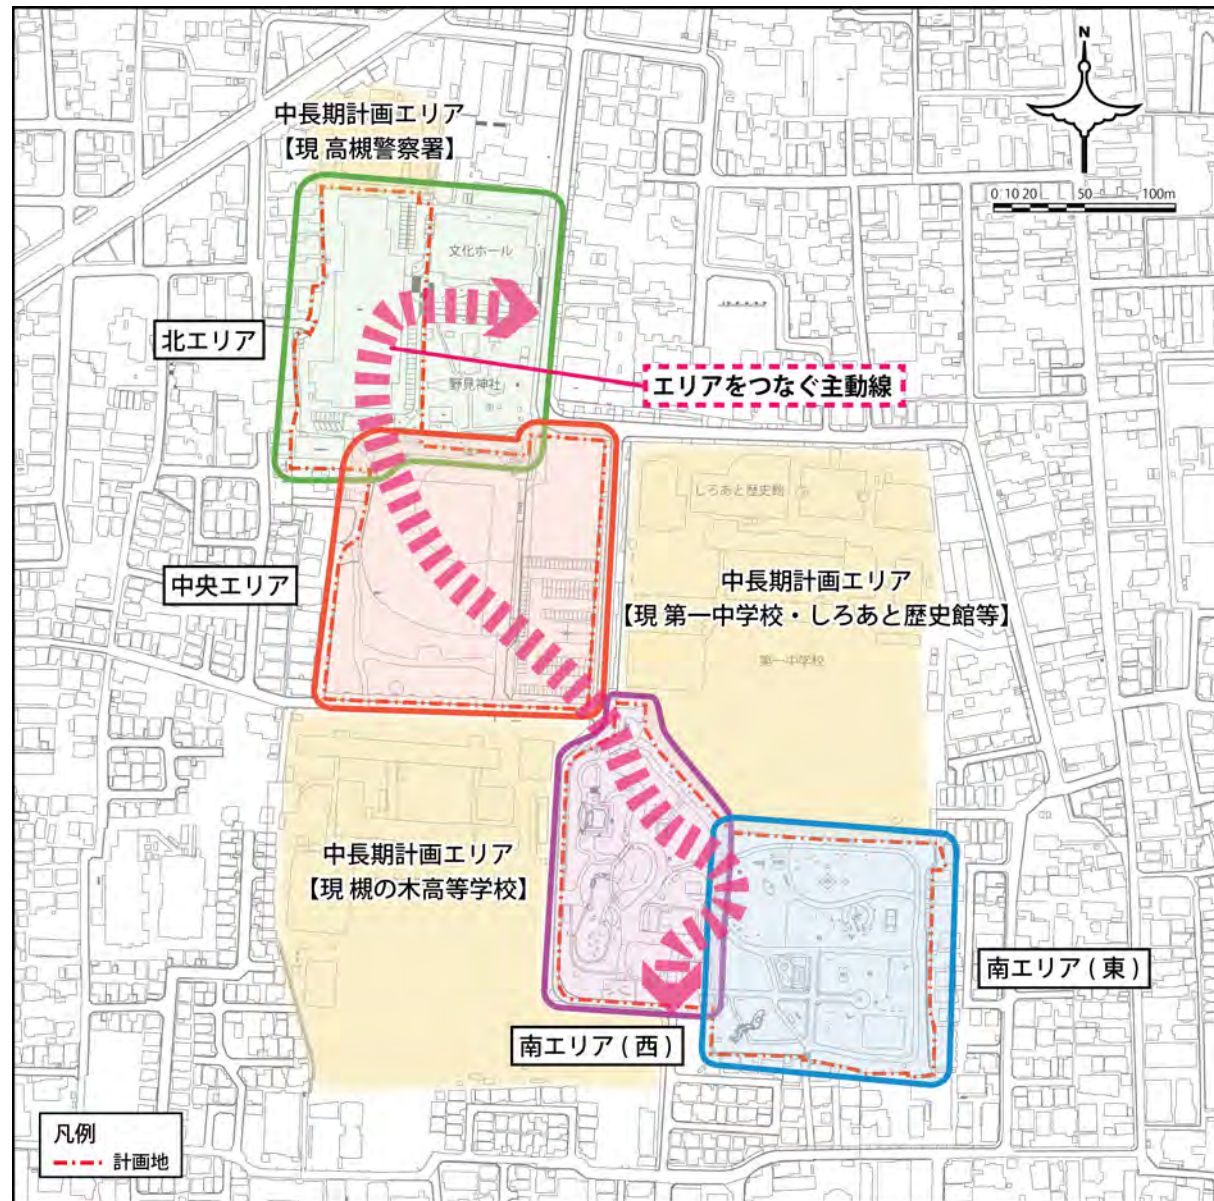 N
中長期計画エリア
【現 高槻警察署】
0 10 20 50 100m
文化ホール
北エリア
エリアをつなぐ主動線
野見神社
しろあと歴史館
中央エリア
中長期計画エリア
【現 第一中学校・しろあと歴史館等】
第一中学校
中長期計画エリア
【現 槻の木高等学校】
南エリア ( 東 )
南エリア ( 西 )
凡例
計画地